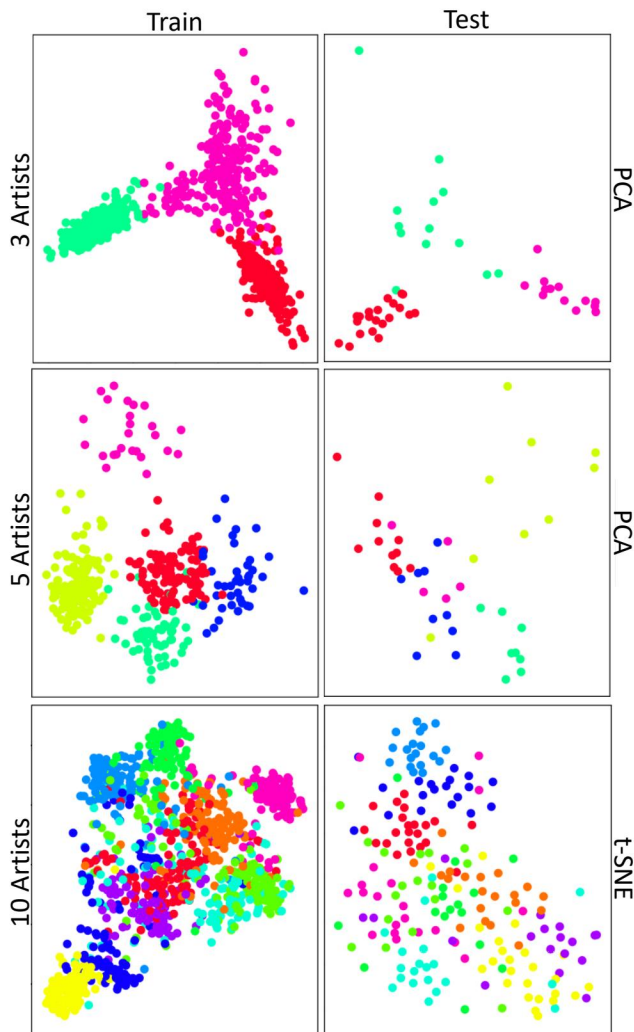 Train
Test
3 Artists
PCA
5 Artists
PCA
10 Artists
t-SNE